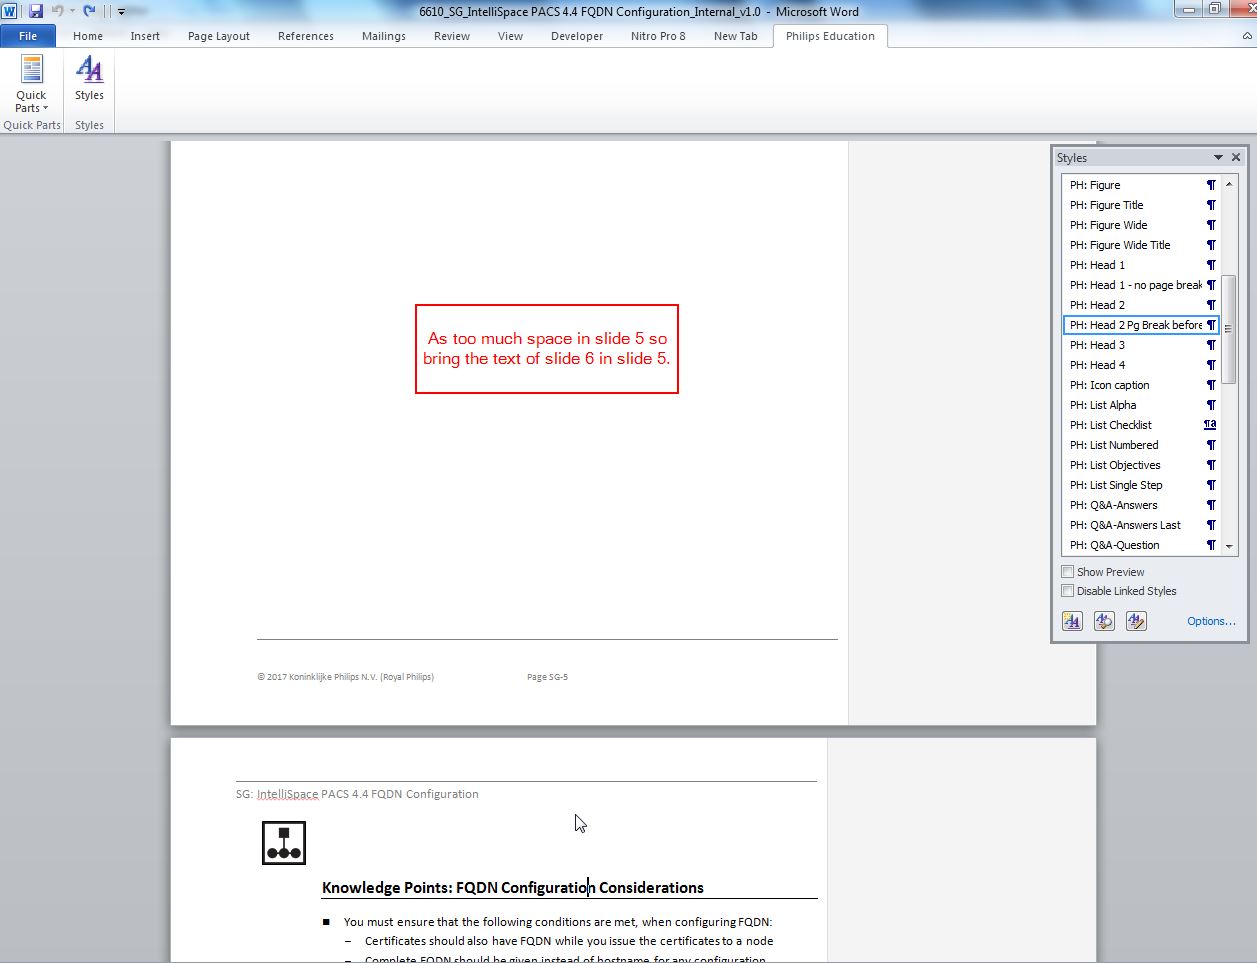 6610_SG_IntelliSpace PACS 4.4 FQDN Configuration_Internal_v1.0 - Microsoft Word
File Home Insert Page Layout References Mailings Review View Developer Nitro Pro 8 New Tab Philips Education
Quick Parts
Styles
Quick Parts Styles
As too much space in slide 5 so
bring the text of slide 6 in slide 5.
© 2017 Koninklijke Philips N.V. (Royal Philips) Page SG-5
SG: IntelliSpace PACS 4.4 FQDN Configuration
Knowledge Points: FQDN Configuration Considerations
■ You must ensure that the following conditions are met, when configuring FQDN:
– Certificates should also have FQDN while you issue the certificates to a node
– Complete FQDN should be given instead of hostname for any configuration
Styles
PH: Figure
PH: Figure Title
PH: Figure Wide
PH: Figure Wide Title
PH: Head 1
PH: Head 1 - no page break
PH: Head 2
PH: Head 2 Pg Break before
PH: Head 3
PH: Head 4
PH: Icon caption
PH: List Alpha
PH: List Checklist
PH: List Numbered
PH: List Objectives
PH: List Single Step
PH: Q&A-Answers
PH: Q&A-Answers Last
PH: Q&A-Question
Show Preview
Disable Linked Styles
Options...